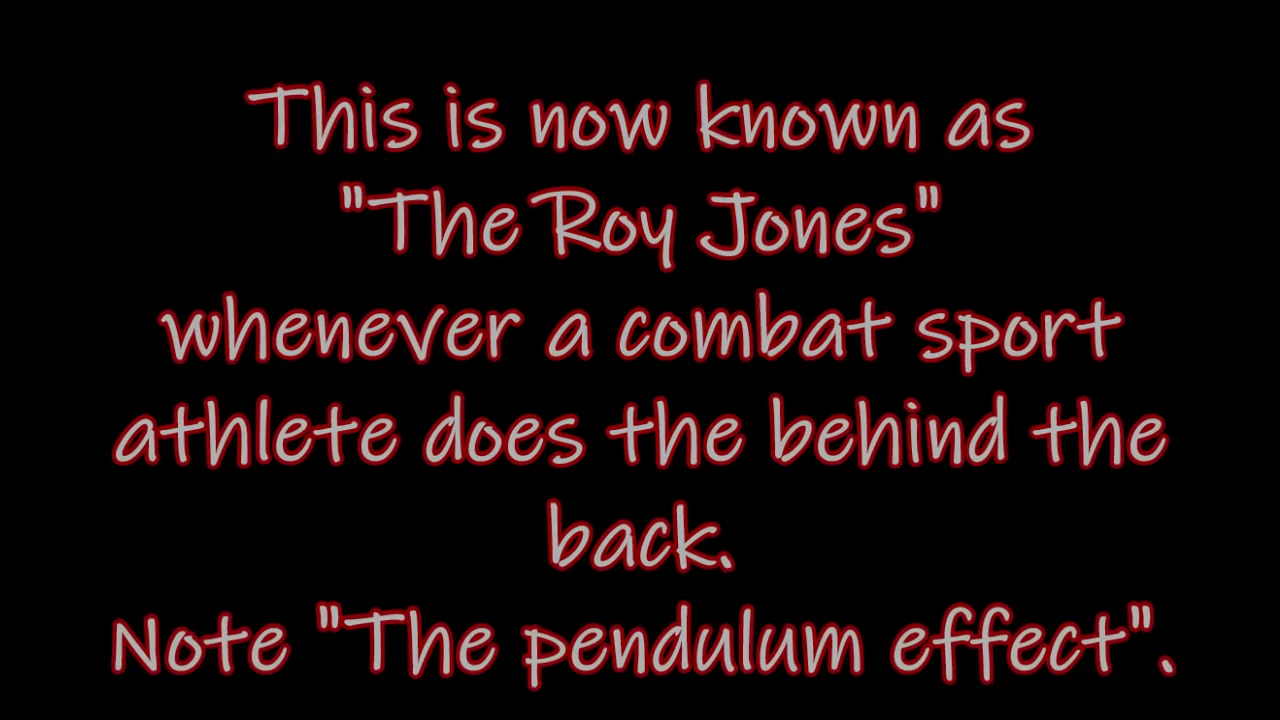 This is now known as
"The Roy Jones"
whenever a combat sport
athlete does the behind the
back.
Note "The pendulum effect".